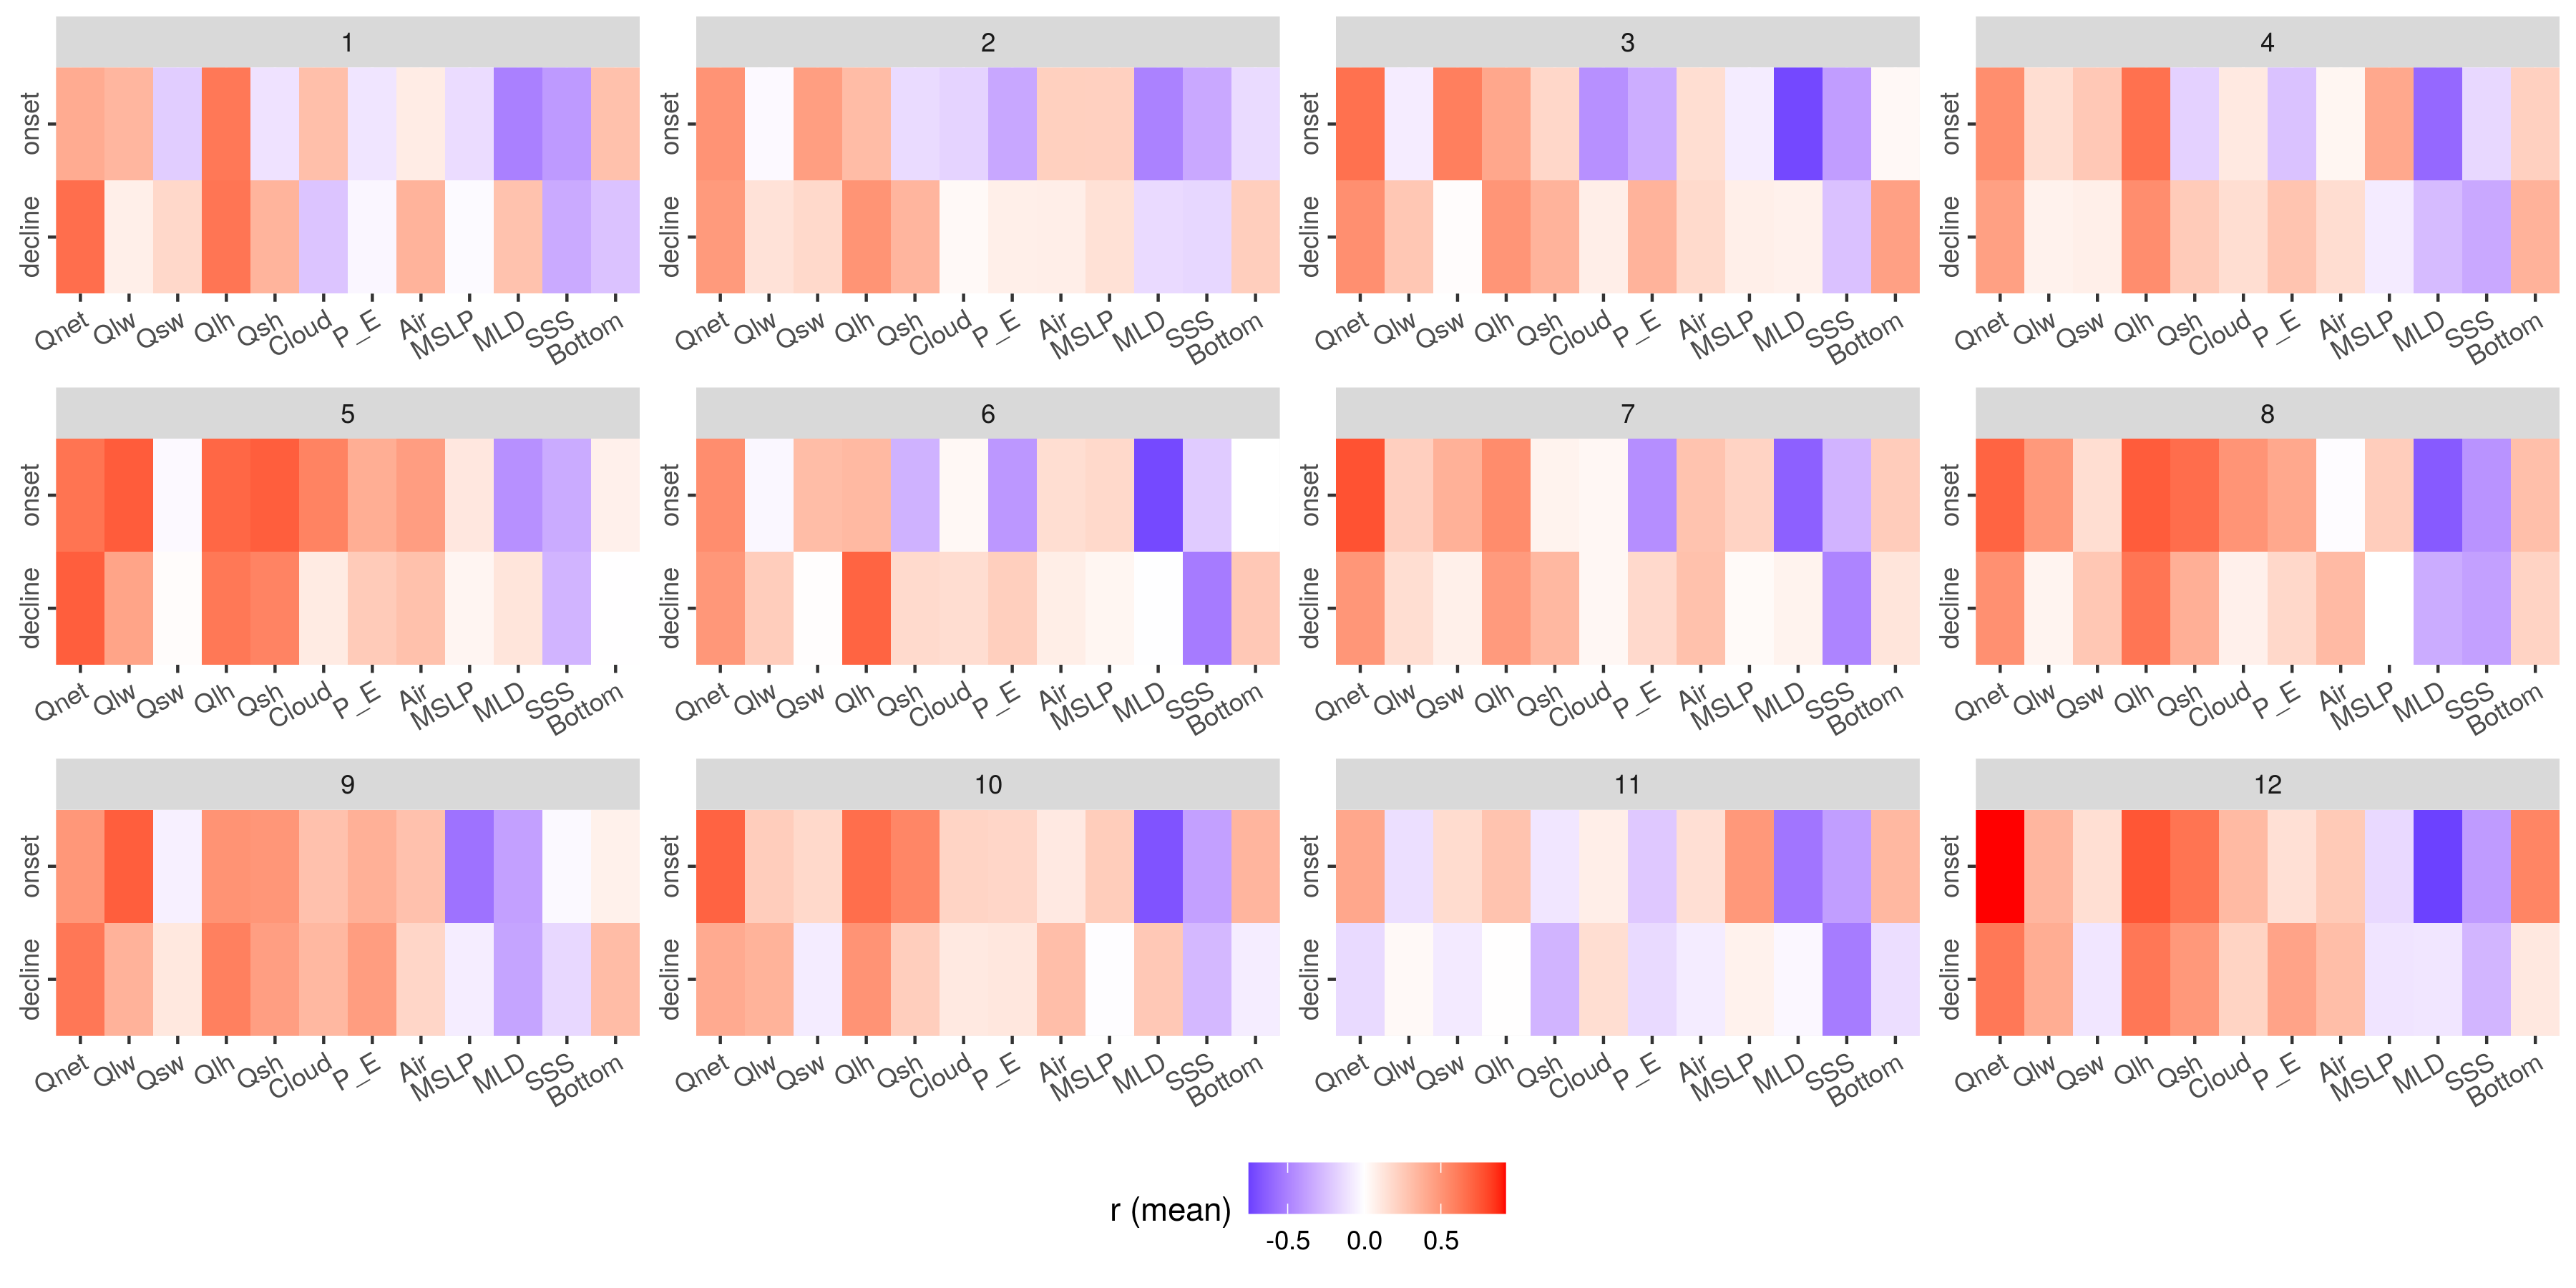 1 2 3 4
onset onset onset onset
decline decline decline decline
Qnet Qlw Qsw Qlh Qsh Cloud P_E Air MSLP MLD SSS Bottom Qnet Qlw Qsw Qlh Qsh Cloud P_E Air MSLP MLD SSS Bottom Qnet Qlw Qsw Qlh Qsh Cloud P_E Air MSLP MLD SSS Bottom Qnet Qlw Qsw Qlh Qsh Cloud P_E Air MSLP MLD SSS Bottom
5 6 7 8
onset onset onset onset
decline decline decline decline
Qnet Qlw Qsw Qlh Qsh Cloud P_E Air MSLP MLD SSS Bottom Qnet Qlw Qsw Qlh Qsh Cloud P_E Air MSLP MLD SSS Bottom Qnet Qlw Qsw Qlh Qsh Cloud P_E Air MSLP MLD SSS Bottom Qnet Qlw Qsw Qlh Qsh Cloud P_E Air MSLP MLD SSS Bottom
9 10 11 12
onset onset onset onset
decline decline decline decline
Qnet Qlw Qsw Qlh Qsh Cloud P_E Air MSLP MLD SSS Bottom Qnet Qlw Qsw Qlh Qsh Cloud P_E Air MSLP MLD SSS Bottom Qnet Qlw Qsw Qlh Qsh Cloud P_E Air MSLP MLD SSS Bottom Qnet Qlw Qsw Qlh Qsh Cloud P_E Air MSLP MLD SSS Bottom
r (mean)
-0.5 0.0 0.5